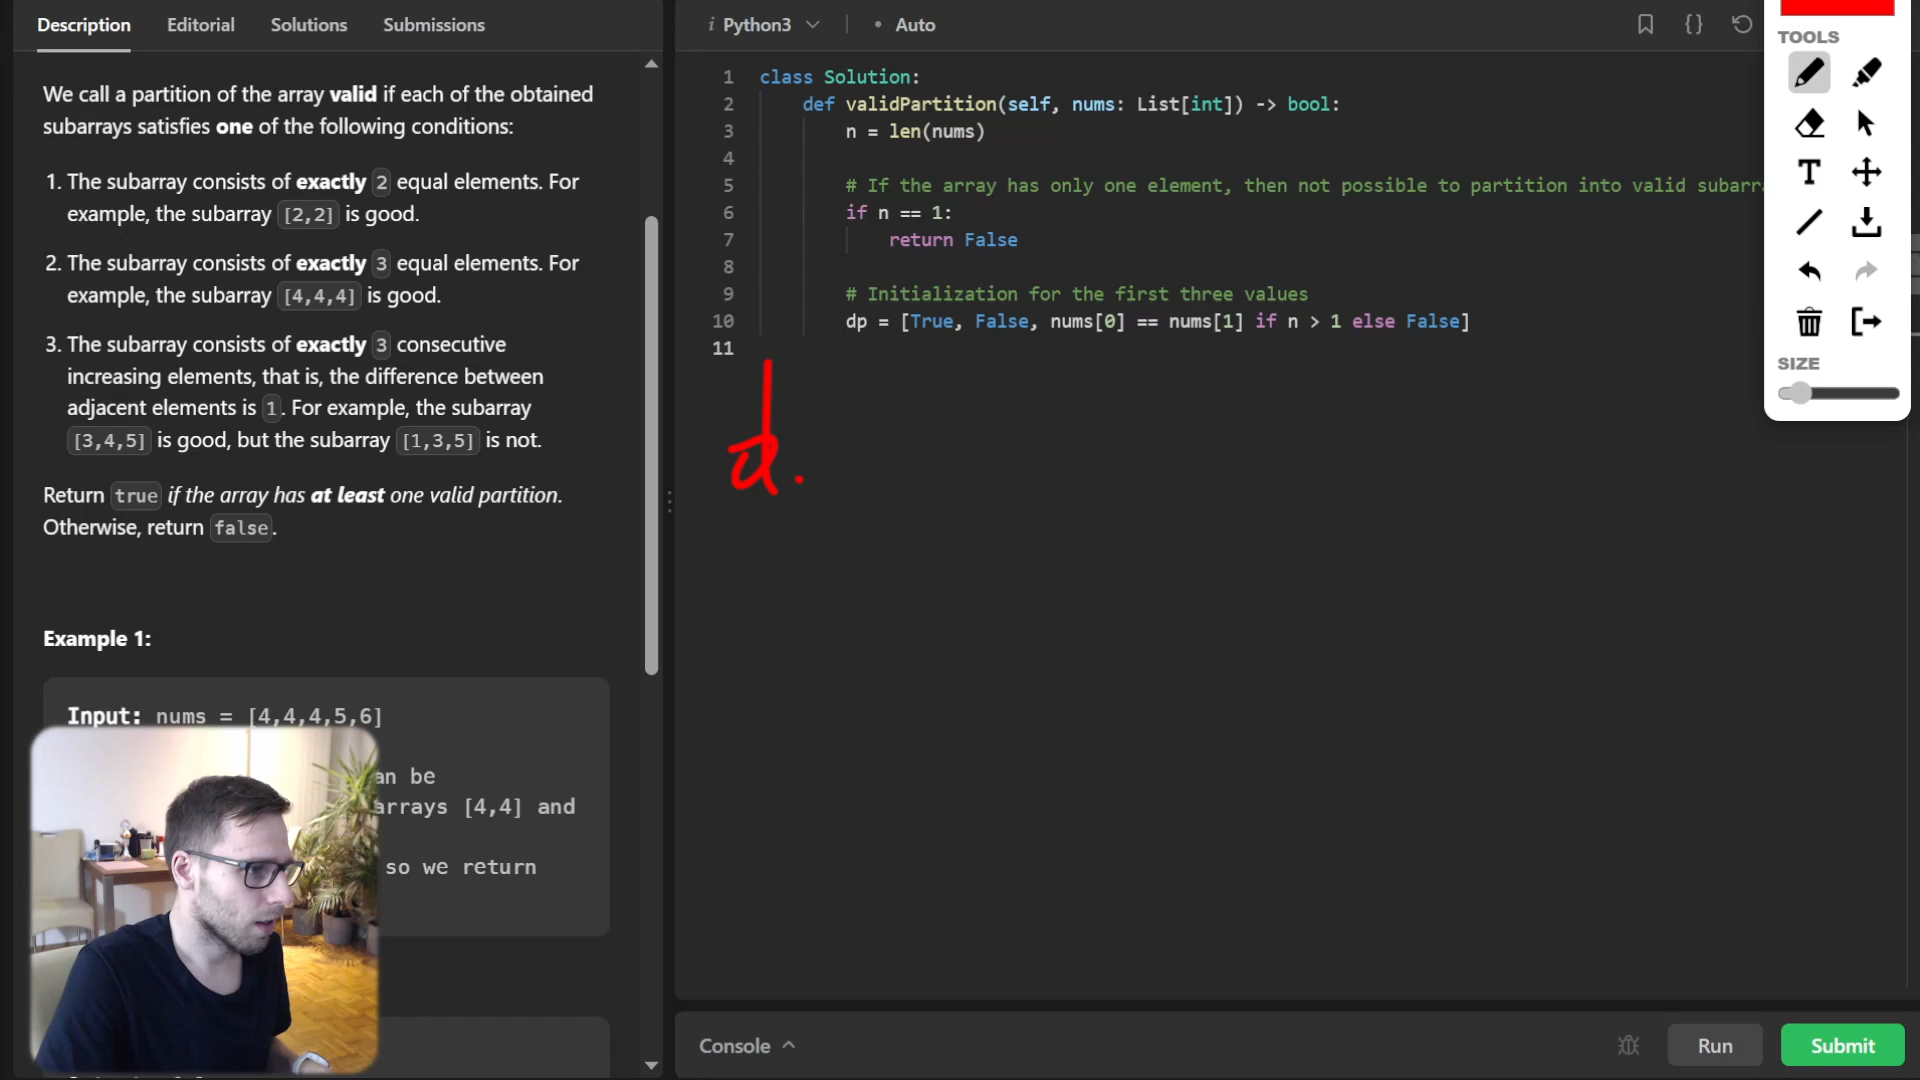 Description Editorial Solutions Submissions
We call a partition of the array valid if each of the obtained
subarrays satisfies one of the following conditions:
1. The subarray consists of exactly 2 equal elements. For
example, the subarray [2,2] is good.
2. The subarray consists of exactly 3 equal elements. For
example, the subarray [4,4,4] is good.
3. The subarray consists of exactly 3 consecutive
increasing elements, that is, the difference between
adjacent elements is 1. For example, the subarray
[3,4,5] is good, but the subarray [1,3,5] is not.
Return true if the array has at least one valid partition.
Otherwise, return false.
Example 1:
Input: nums = [4,4,4,5,6]
an be
arrays [4,4] and
so we return
i Python3 • Auto
1 class Solution:
2 def validPartition(self, nums: List[int]) -> bool:
3 n = len(nums)
4
5 # If the array has only one element, then not possible to partition into valid subarr
6 if n == 1:
7 return False
8
9 # Initialization for the first three values
10 dp = [True, False, nums[0] == nums[1] if n > 1 else False]
11
d.
Console
Run
Submit
TOOLS
T
SIZE